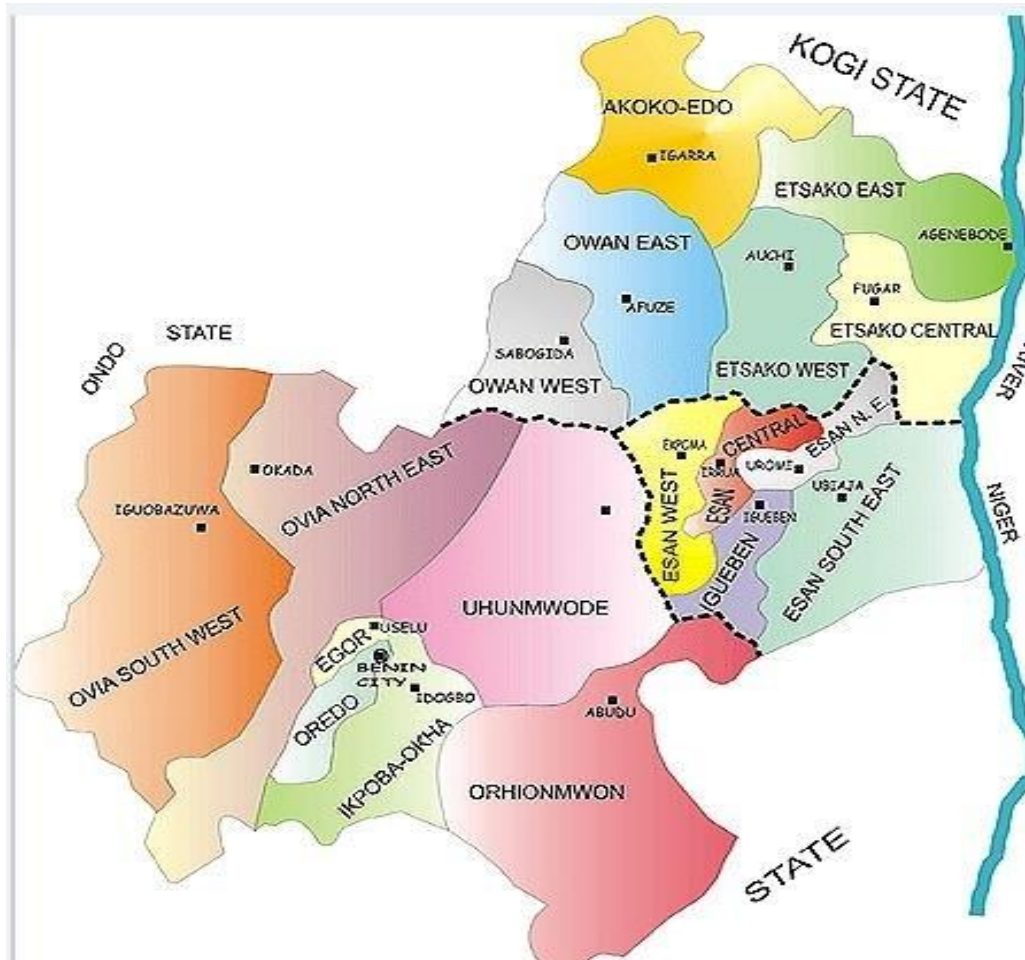 KOGI STATE
AKOKO-EDO
IGARRA
ETSAKO EAST
AGENEBODE
OWAN EAST
AUCHI
FUGAR
AFUZE
ETSAKO CENTRAL
ONDO STATE
SABOGIDA
OWAN WEST
ETSAKO WEST
RIVER NIGER
ESAN N. E.
ESAN CENTRAL
EKPOMA
IRRUA
UROMI
OKADA
OVIA NORTH EAST
UBIAJA
IGUOBAZUWA
ESAN WEST
IGUEBEN
IGUEBEN
ESAN SOUTH EAST
UHUNMWODE
USELU
EGOR
OVIA SOUTH WEST
BENIN
CITY
IDOGBO
ABUDU
OREDO
IKPOBA-OKHA
ORHIONMWON
STATE